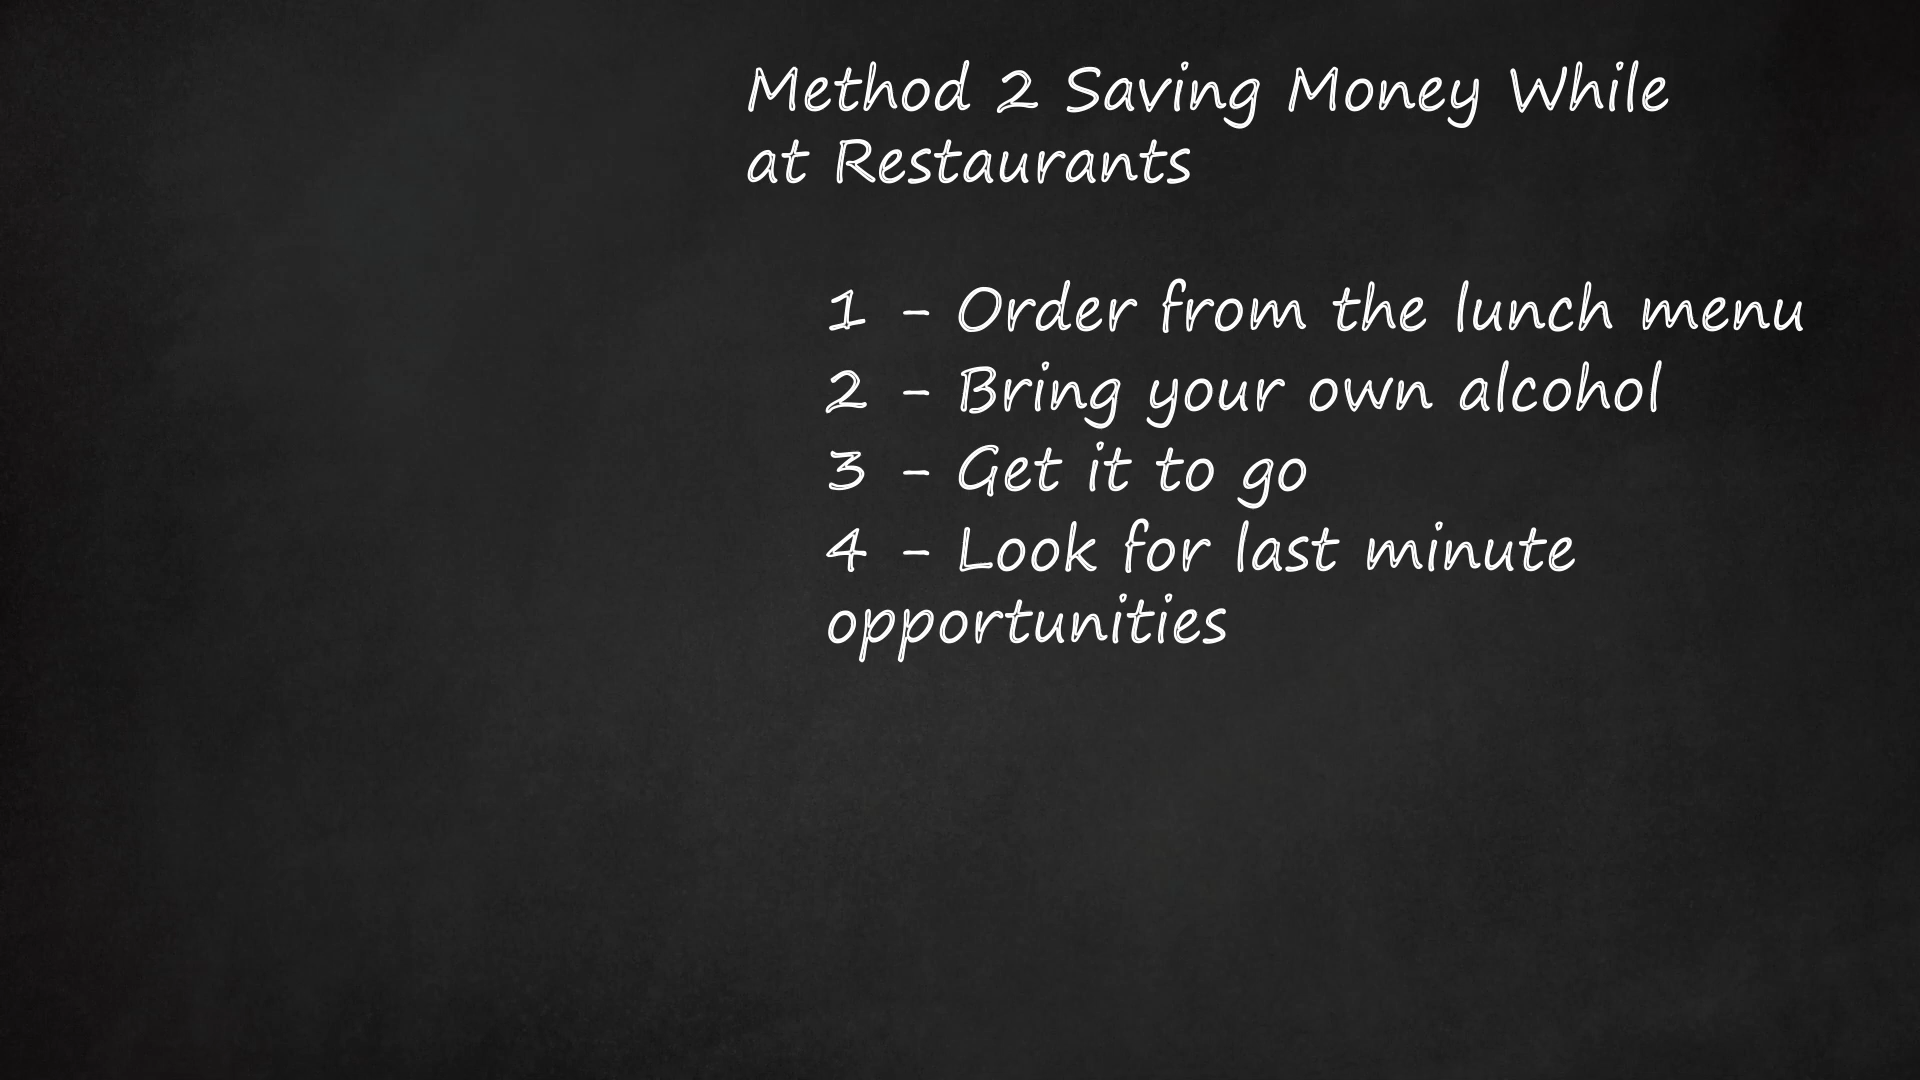 Method 2 Saving Money While
at Restaurants
1 - Order from the lunch menu
2 - Bring your own alcohol
3 - Get it to go
4 - Look for last minute
opportunities